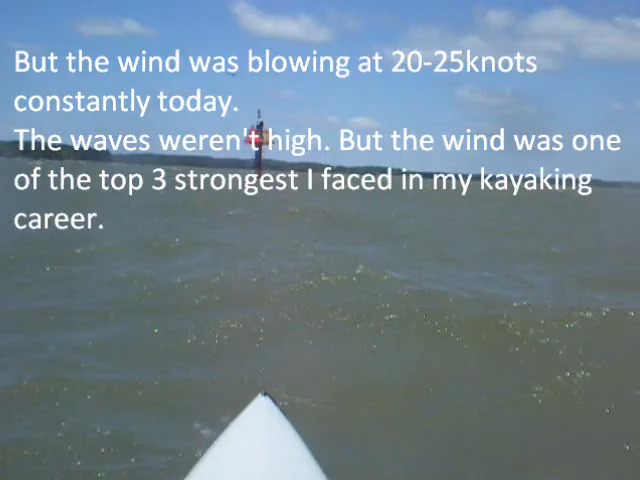 But the wind was blowing at 20-25knots
constantly today.
The waves weren't high. But the wind was one
of the top 3 strongest I faced in my kayaking
career.